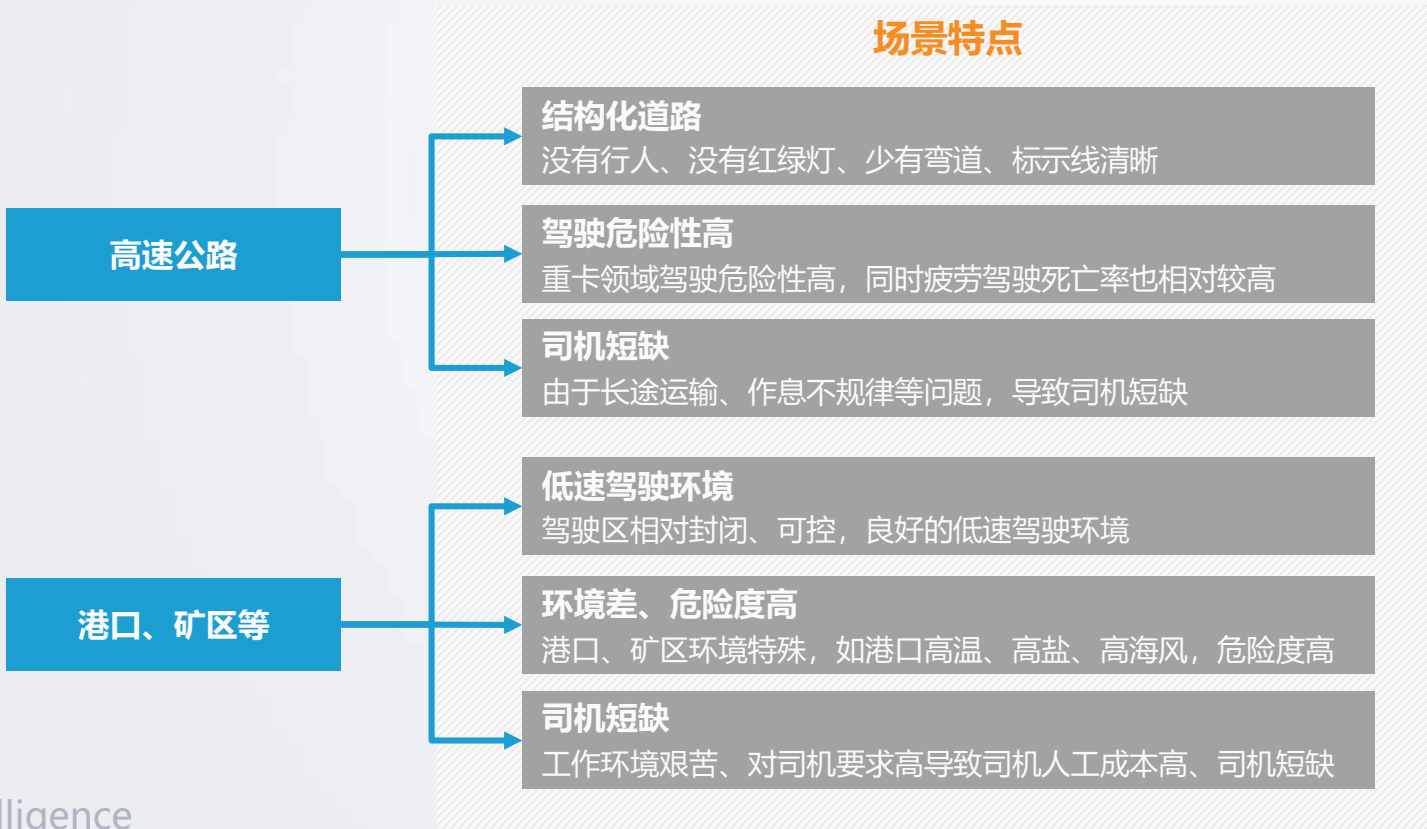 场景特点
高速公路
结构化道路
没有行人、没有红绿灯、少有弯道、标示线清晰
驾驶危险性高
重卡领域驾驶危险性高，同时疲劳驾驶死亡率也相对较高
司机短缺
由于长途运输、作息不规律等问题，导致司机短缺
港口、矿区等
低速驾驶环境
驾驶区相对封闭、可控，良好的低速驾驶环境
环境差、危险度高
港口、矿区环境特殊，如港口高温、高盐、高海风，危险度高
司机短缺
工作环境艰苦、对司机要求高导致司机人工成本高、司机短缺
lligence